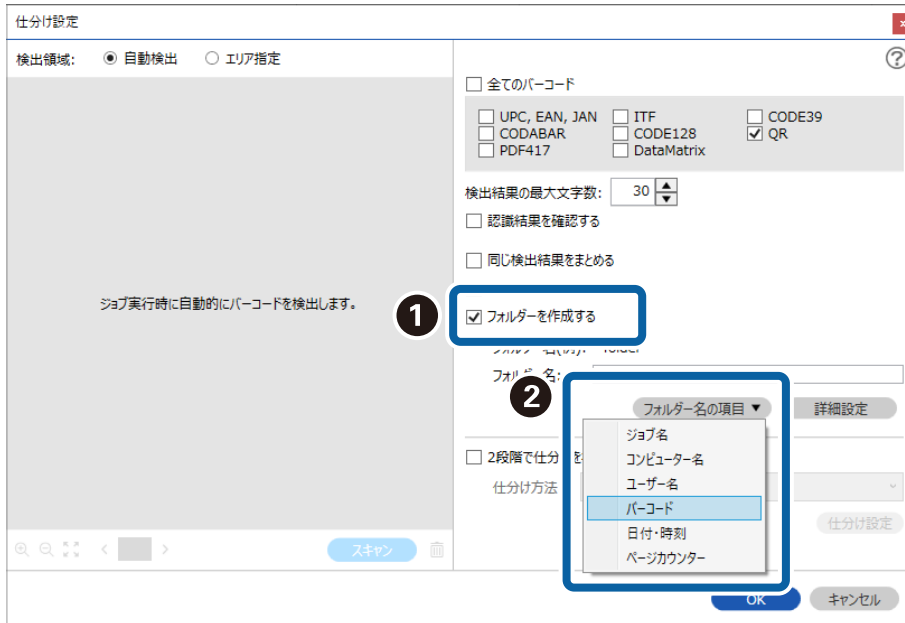 仕分け設定
検出領域: 自動検出 エリア指定
全てのバーコード
UPC, EAN, JAN ITF CODE39
CODABAR CODE128 QR
PDF417 DataMatrix
検出結果の最大文字数: 30
認識結果を確認する
同じ検出結果をまとめる
ジョブ実行時に自動的にバーコードを検出します。
1 フォルダーを作成する
フォルダー名(例): folder
2
フォルダー名の項目 ▼ 詳細設定
ジョブ名
コンピューター名
ユーザー名
バーコード
日付・時刻
ページカウンター
2段階で仕分
仕分け方法
仕分け設定
スキャン
OK キャンセル